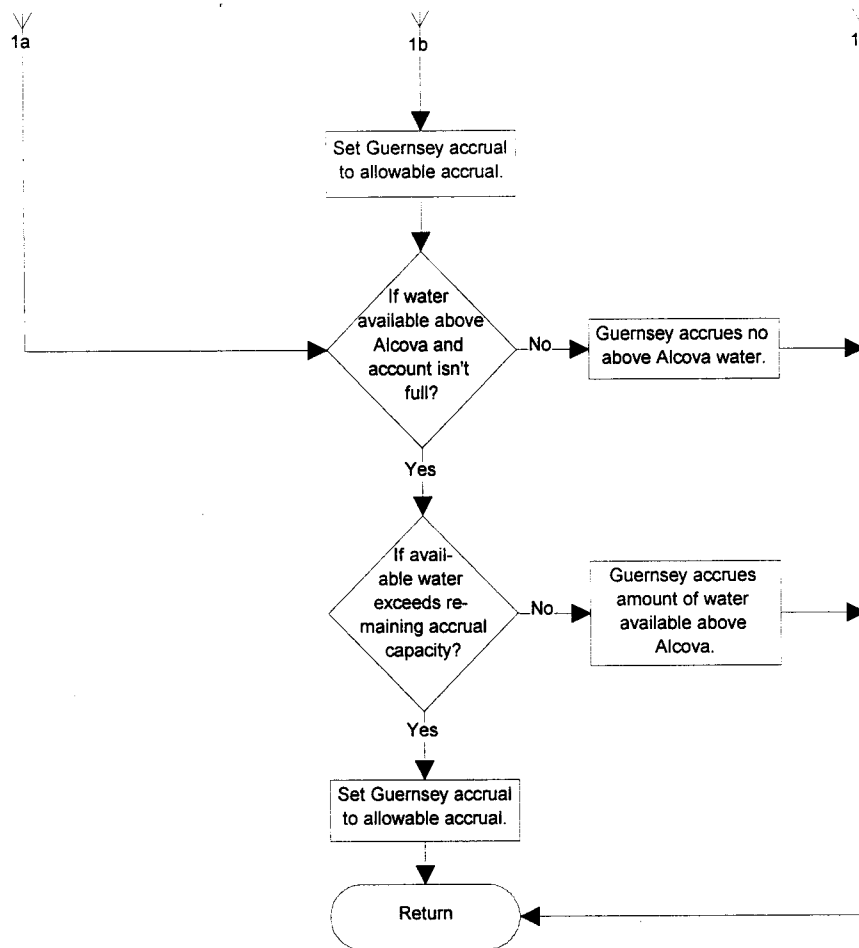 1a
1b
1
Set Guernsey accrual
to allowable accrual.
If water
available above
Alcova and
account isn't
full?
No
Guernsey accrues no
above Alcova water.
Yes
If avail-
able water
exceeds re-
maining accrual
capacity?
No
Guernsey accrues
amount of water
available above
Alcova.
Yes
Set Guernsey accrual
to allowable accrual.
Return